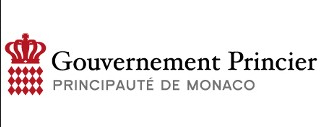 Gouvernement Princier
PRINCIPAUTÉ DE MONACO